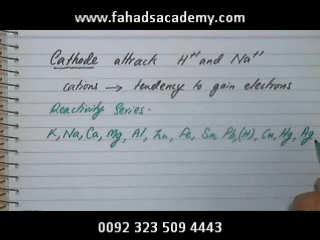 www.fahadsacademy.com
Cathode attrack H⁺ and Na⁺
cations → tendency to gain electrons
Reactivity Series.
K, Na, Ca, Mg, Al, Zn, Fe, Sn, Pb, (H), Cu, Hg, Ag
0092 323 509 4443